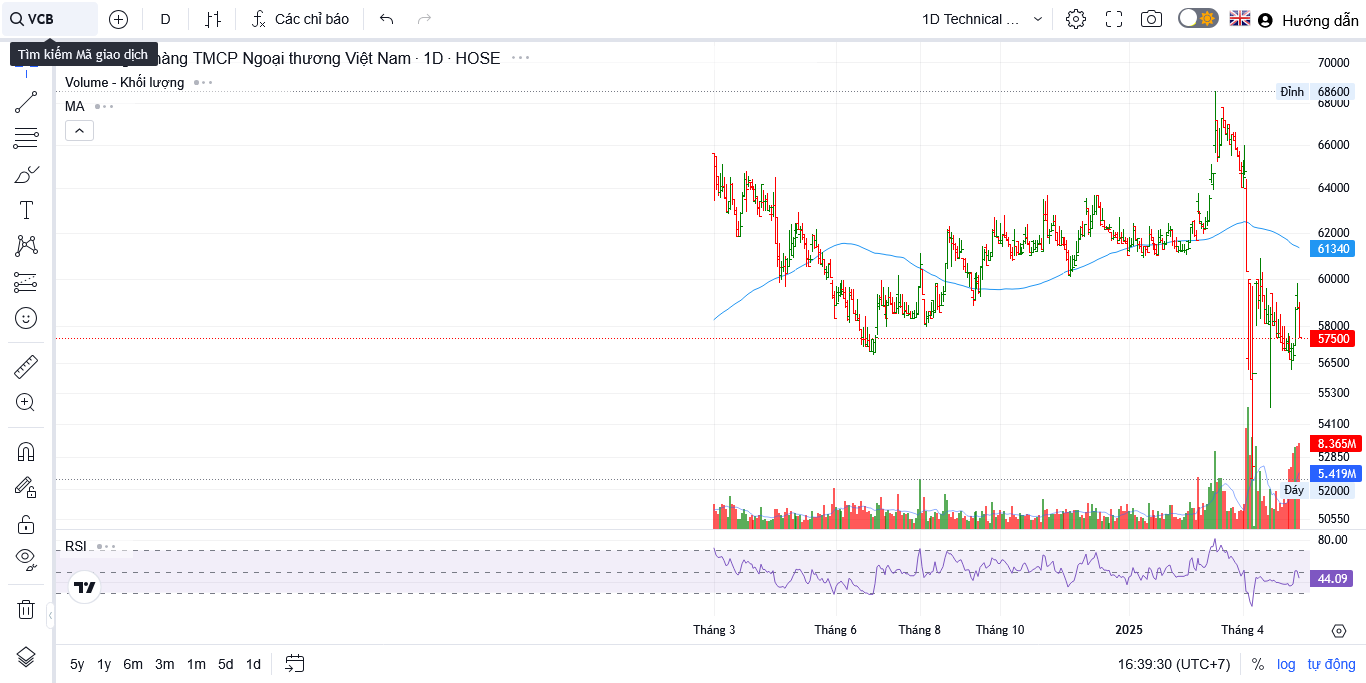 VCB
D
Các chỉ báo
1D Technical ...
Hướng dẫn
Tìm kiếm Mã giao dịch
hàng TMCP Ngoại thương Việt Nam · 1D · HOSE
Volume - Khối lượng
MA
70000
Đỉnh 68600
68000
66000
64000
62000
61340
60000
58000
57500
56500
55300
54100
8.365M
52850
5.419M
Đáy 52000
50550
RSI
80.00
44.09
Tháng 3
Tháng 6
Tháng 8
Tháng 10
2025
Tháng 4
5y 1y 6m 3m 1m 5d 1d
16:39:30 (UTC+7)
% log tự động